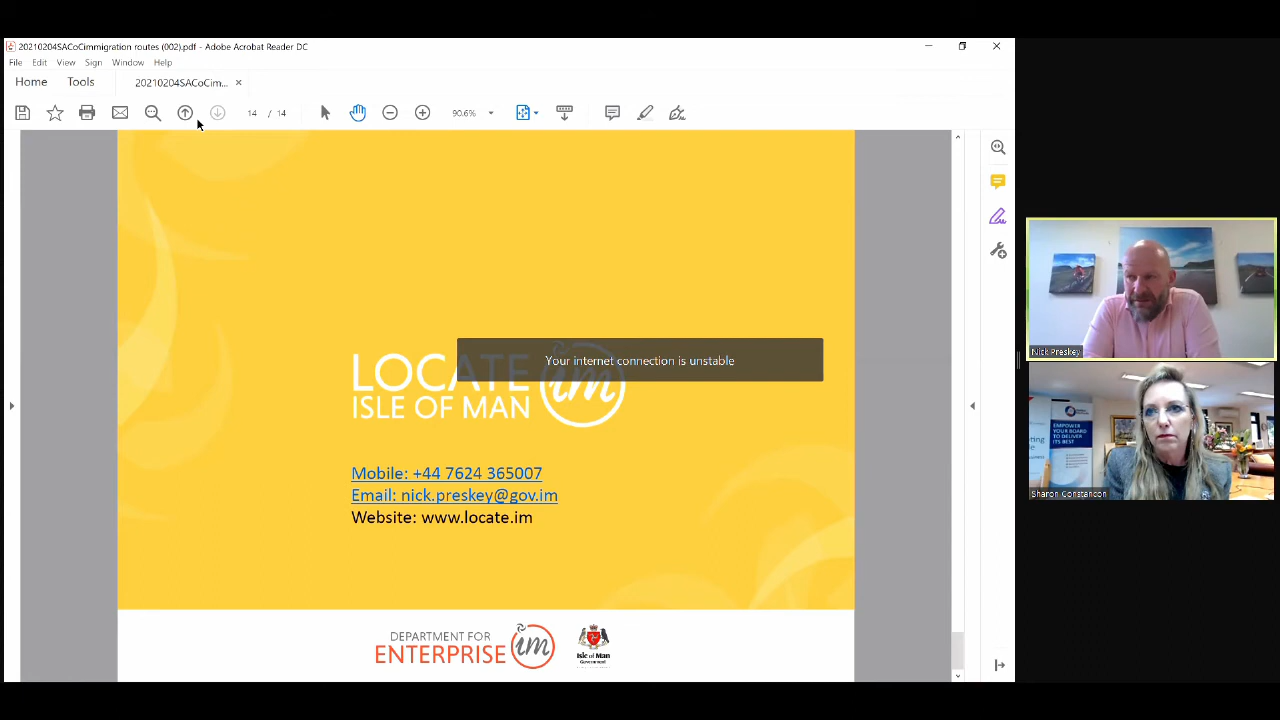 20210204SACoCimmigration routes (002).pdf - Adobe Acrobat Reader DC
File Edit View Sign Window Help
Home Tools 20210204SACoCim... ×
14 / 14 90.6%
Your internet connection is unstable
LOCATE im
ISLE OF MAN
Mobile: +44 7624 365007
Email: nick.preskey@gov.im
Website: www.locate.im
DEPARTMENT FOR
ENTERPRISE im
Isle of Man
Government
Nick Preskey
EMPOWER
YOUR BOARD
TO DELIVER
ITS BEST
Sharon Constancon